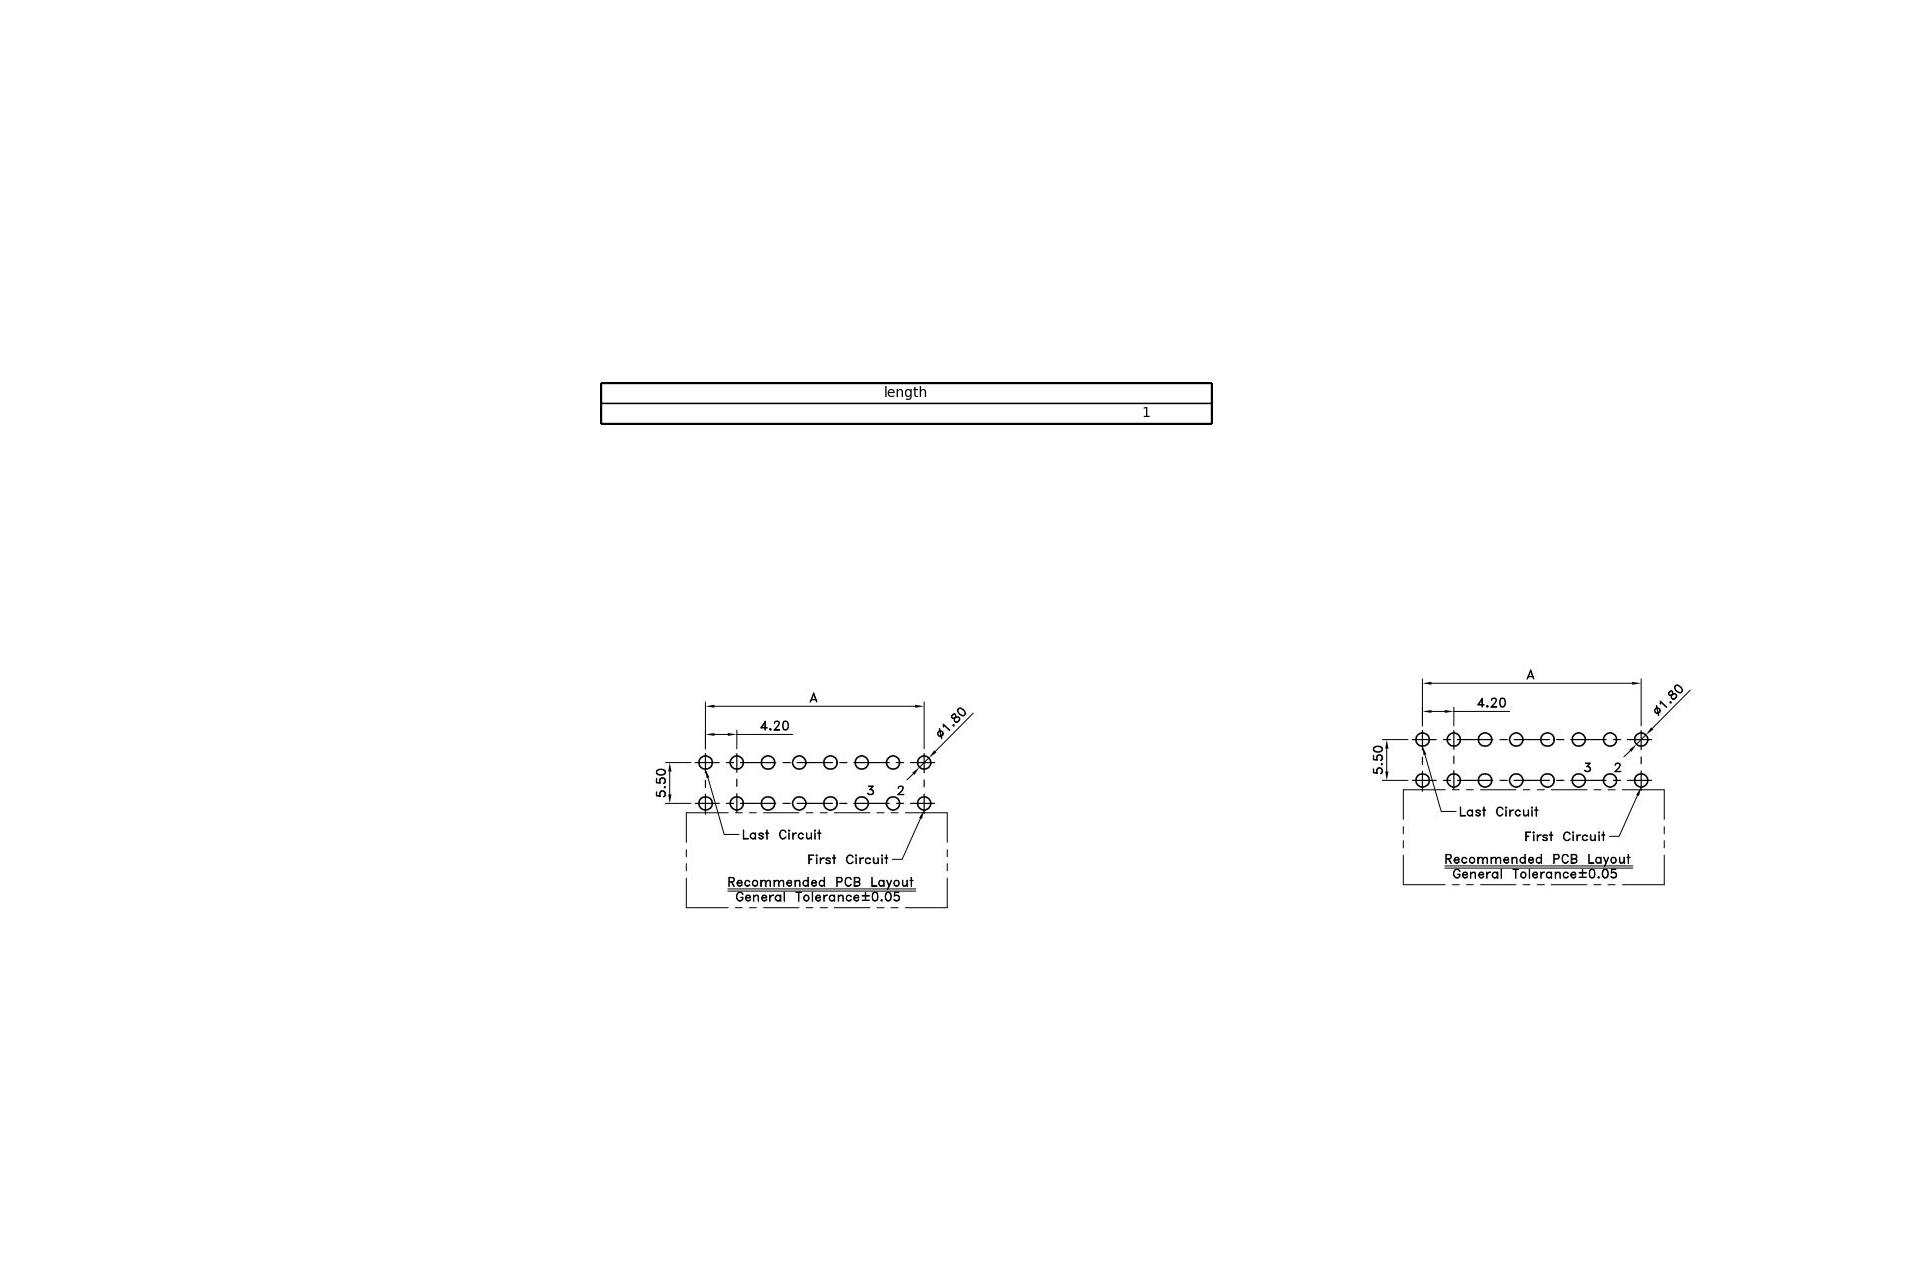 length
1
A
4.20
ø1.80
5.50
3 2
Last Circuit
First Circuit
Recommended PCB Layout
General Tolerance±0.05
A
4.20
ø1.80
5.50
3 2
Last Circuit
First Circuit
Recommended PCB Layout
General Tolerance±0.05